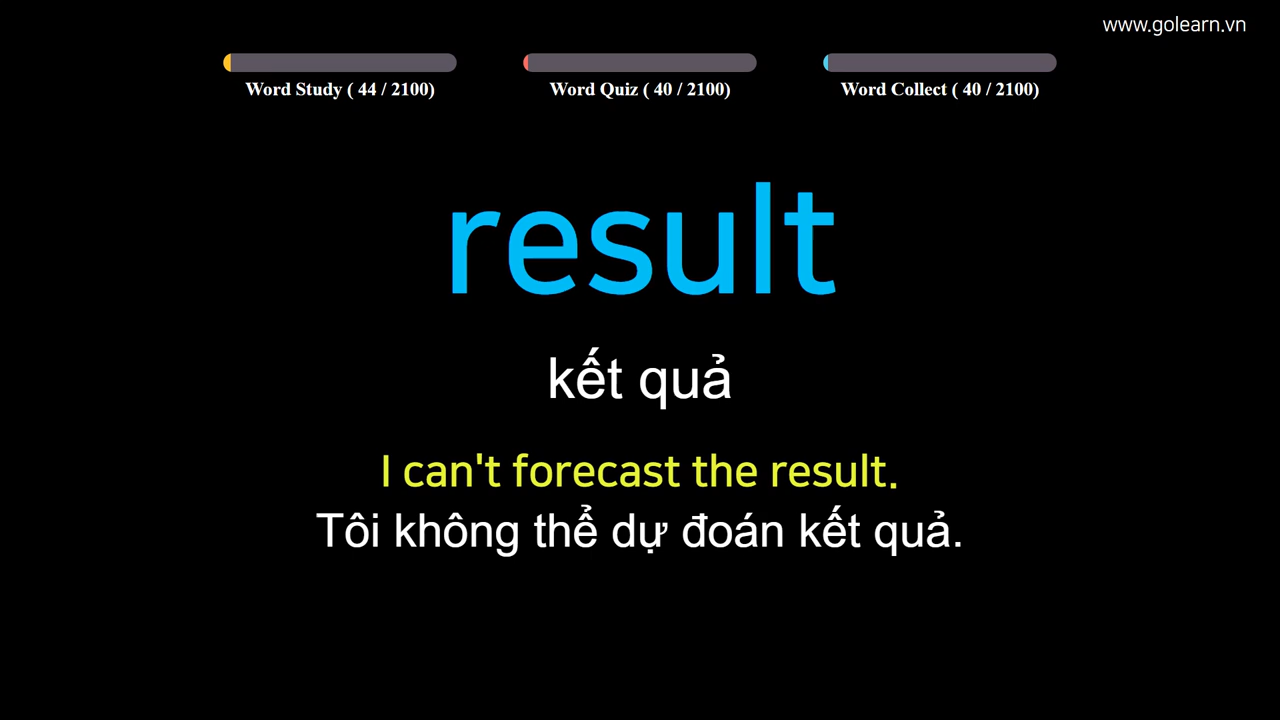 www.golearn.vn
Word Study ( 44 / 2100)
Word Quiz ( 40 / 2100)
Word Collect ( 40 / 2100)
result
kết quả
I can't forecast the result.
Tôi không thể dự đoán kết quả.